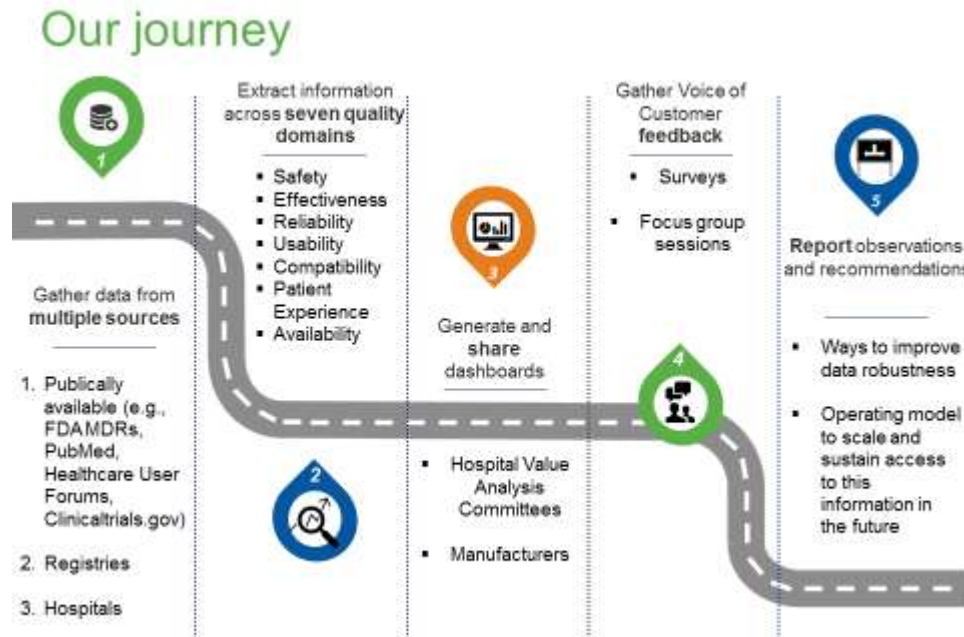 Our journey
1
Gather data from
multiple sources
1. Publically
available (e.g.,
FDA MDRs,
PubMed,
Healthcare User
Forums,
Clinicaltrials.gov)
2. Registries
3. Hospitals
Extract information
across seven quality
domains
▪ Safety
▪ Effectiveness
▪ Reliability
▪ Usability
▪ Compatibility
▪ Patient
Experience
▪ Availability
2
3
Generate and
share
dashboards
▪ Hospital Value
Analysis
Committees
▪ Manufacturers
Gather Voice of
Customer
feedback
▪ Surveys
▪ Focus group
sessions
4
5
Report observations
and recommendations
▪ Ways to improve
data robustness
▪ Operating model
to scale and
sustain access
to this
information in
the future